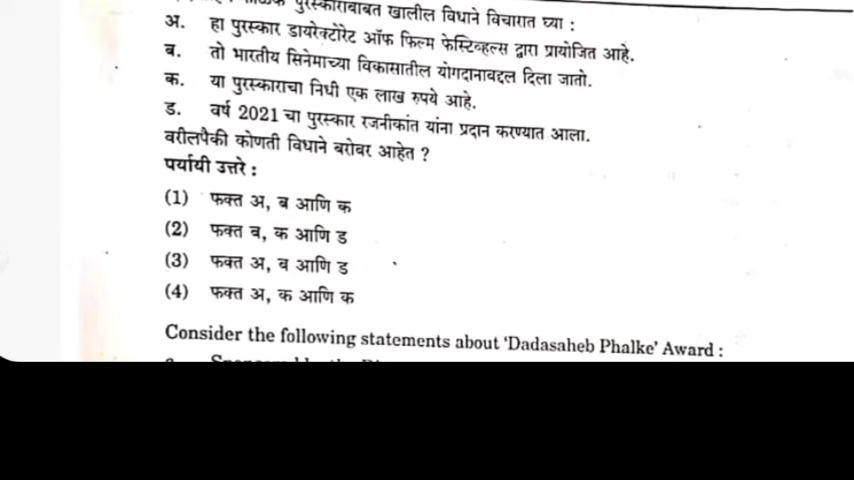 पुरस्काराबाबत खालील विधाने विचारात घ्या :
अ. हा पुरस्कार डायरेक्टोरेट ऑफ फिल्म फेस्टिव्हल्स द्वारा प्रायोजित आहे.
ब. तो भारतीय सिनेमाच्या विकासातील योगदानाबद्दल दिला जातो.
क. या पुरस्काराचा निधी एक लाख रुपये आहे.
ड. वर्ष 2021 चा पुरस्कार रजनीकांत यांना प्रदान करण्यात आला.
वरीलपैकी कोणती विधाने बरोबर आहेत ?
पर्यायी उत्तरे :
(1) फक्त अ, ब आणि क
(2) फक्त ब, क आणि ड
(3) फक्त अ, ब आणि ड
(4) फक्त अ, क आणि क
Consider the following statements about 'Dadasaheb Phalke' Award :